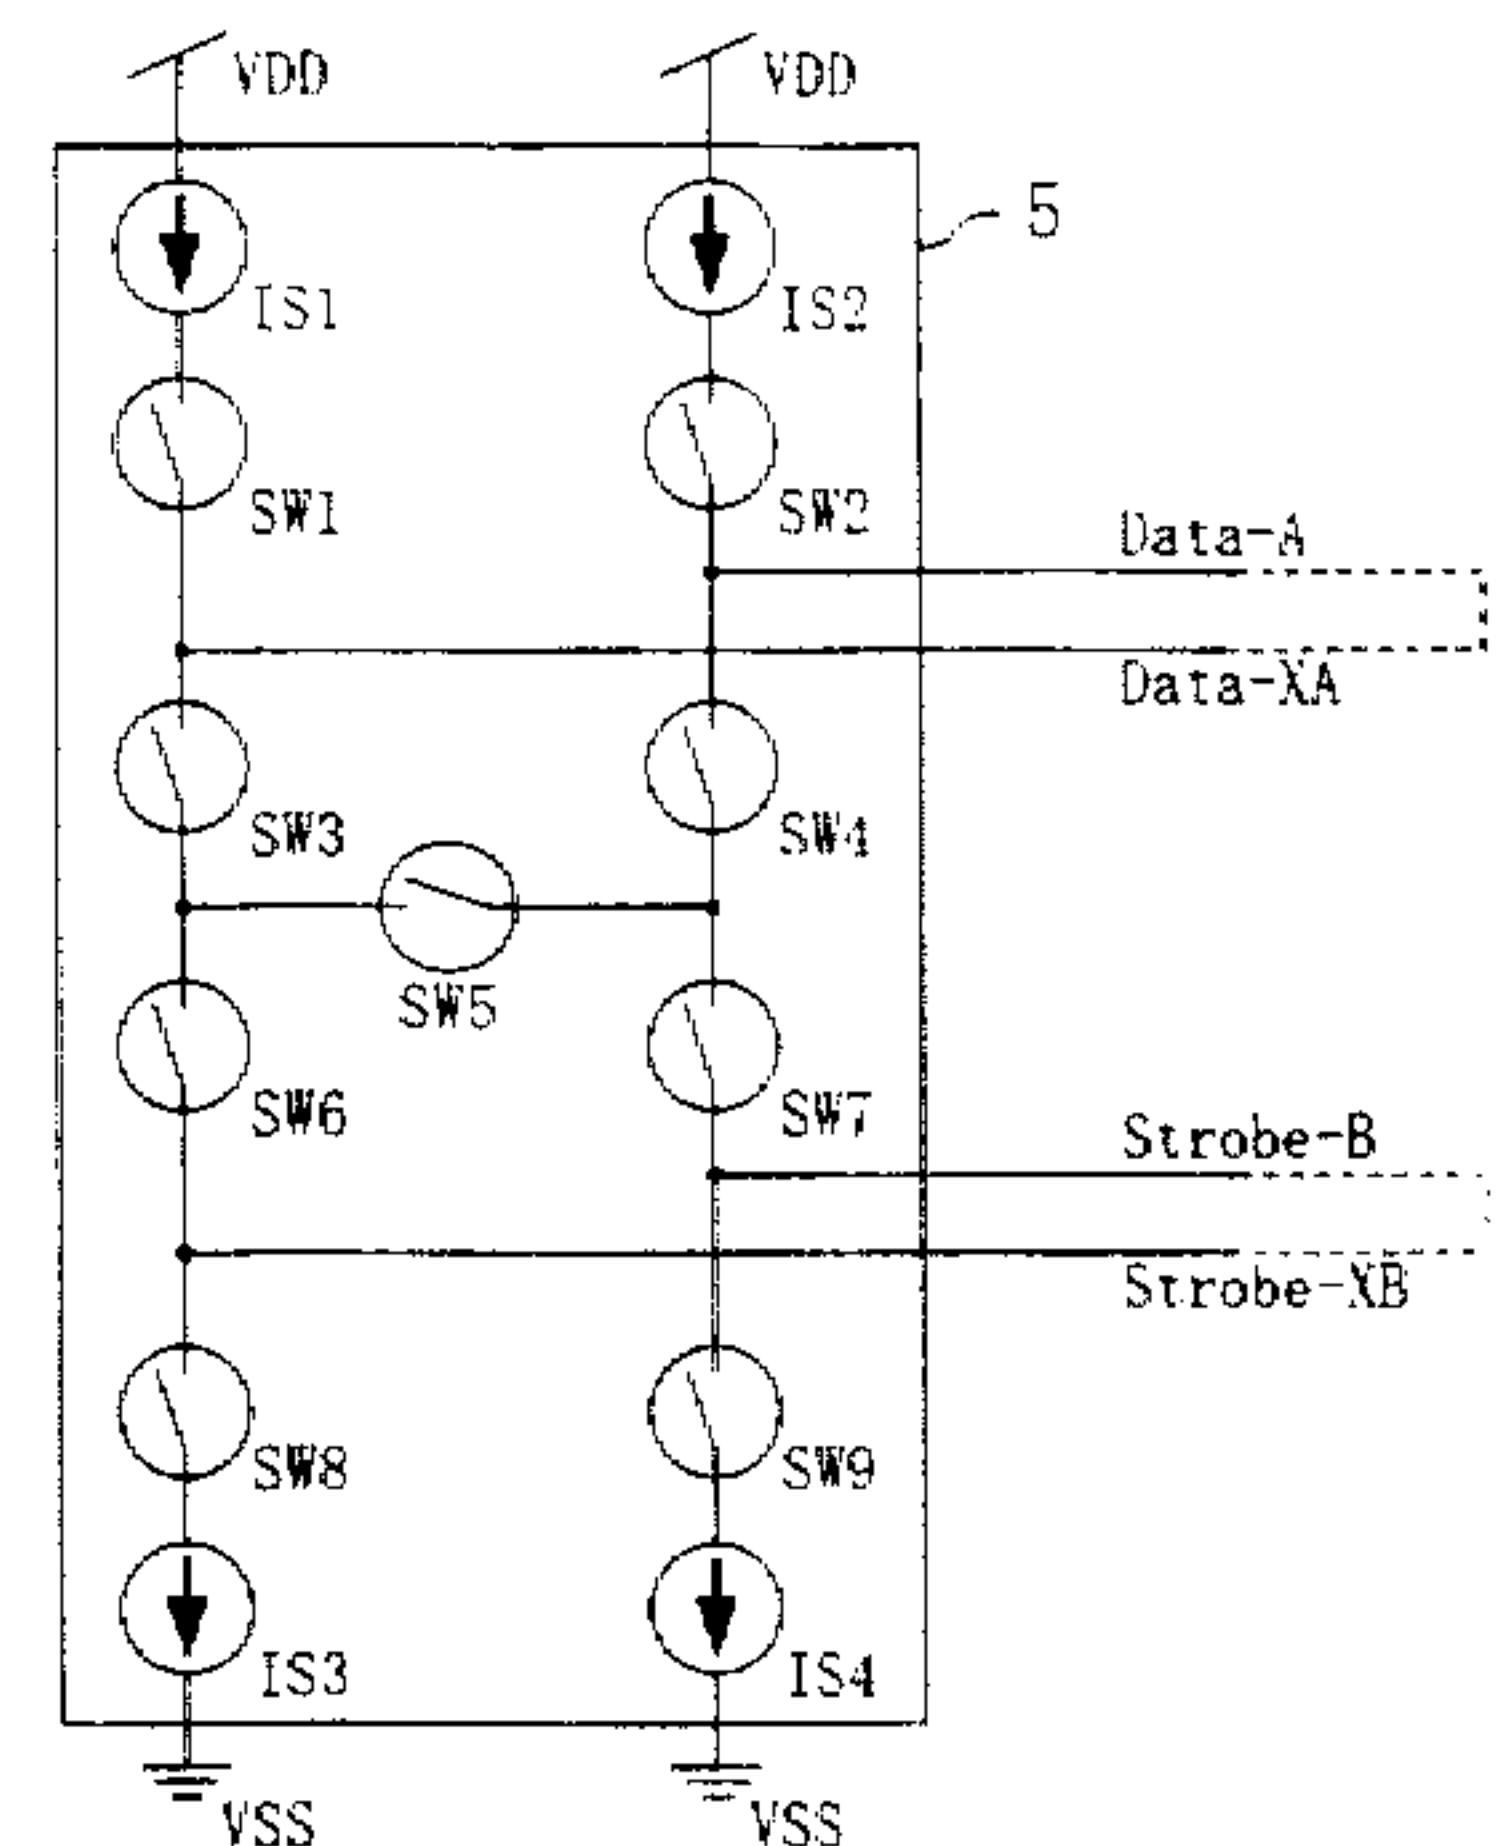 VDD VDD
5
IS1 IS2
SW1 SW2
Data-A
Data-XA
SW3 SW4
SW5
SW6 SW7
Strobe-B
Strobe-XB
SW8 SW9
IS3 IS4
VSS VSS